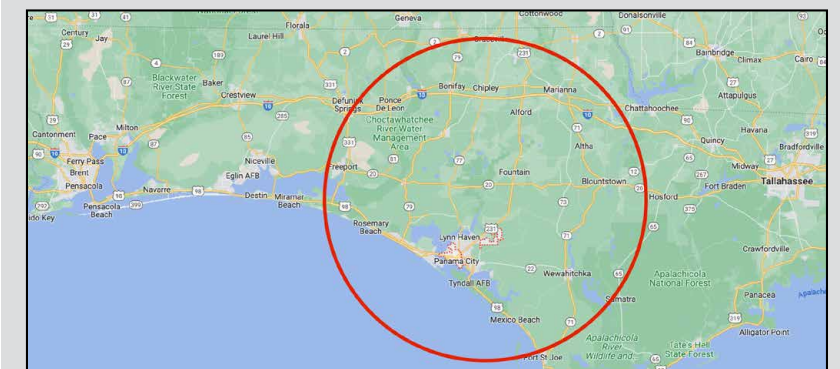 Geneva
Cottonwood
Donalsonville
Century
Jay
Florala
Laurel Hill
Bainbridge
Climax
Cairo
Blackwater
River State
Forest
Baker
Crestview
Defuniak
Springs
Ponce
De Leon
Bonifay
Chipley
Marianna
Attapulgus
Choctawhatchee
River Water
Management
Area
Alford
Chattahoochee
Havana
Cantonment
Pace
Milton
Altha
Quincy
Bradfordville
Ferry Pass
Brent
Pensacola
Niceville
Eglin AFB
Freeport
Fountain
Blountstown
Midway
Tallahassee
Hosford
Fort Braden
Navarre
Destin
Miramar
Beach
Pensacola
Beach
Rosemary
Beach
Lynn Haven
Panama City
Crawfordville
Tyndall AFB
Wewahitchka
Apalachicola
National Forest
Sumatra
Panacea
Mexico Beach
Alligator Point
Apalachicola
River
Wildlife and...
Tate's Hell
State Forest
Port St Joe